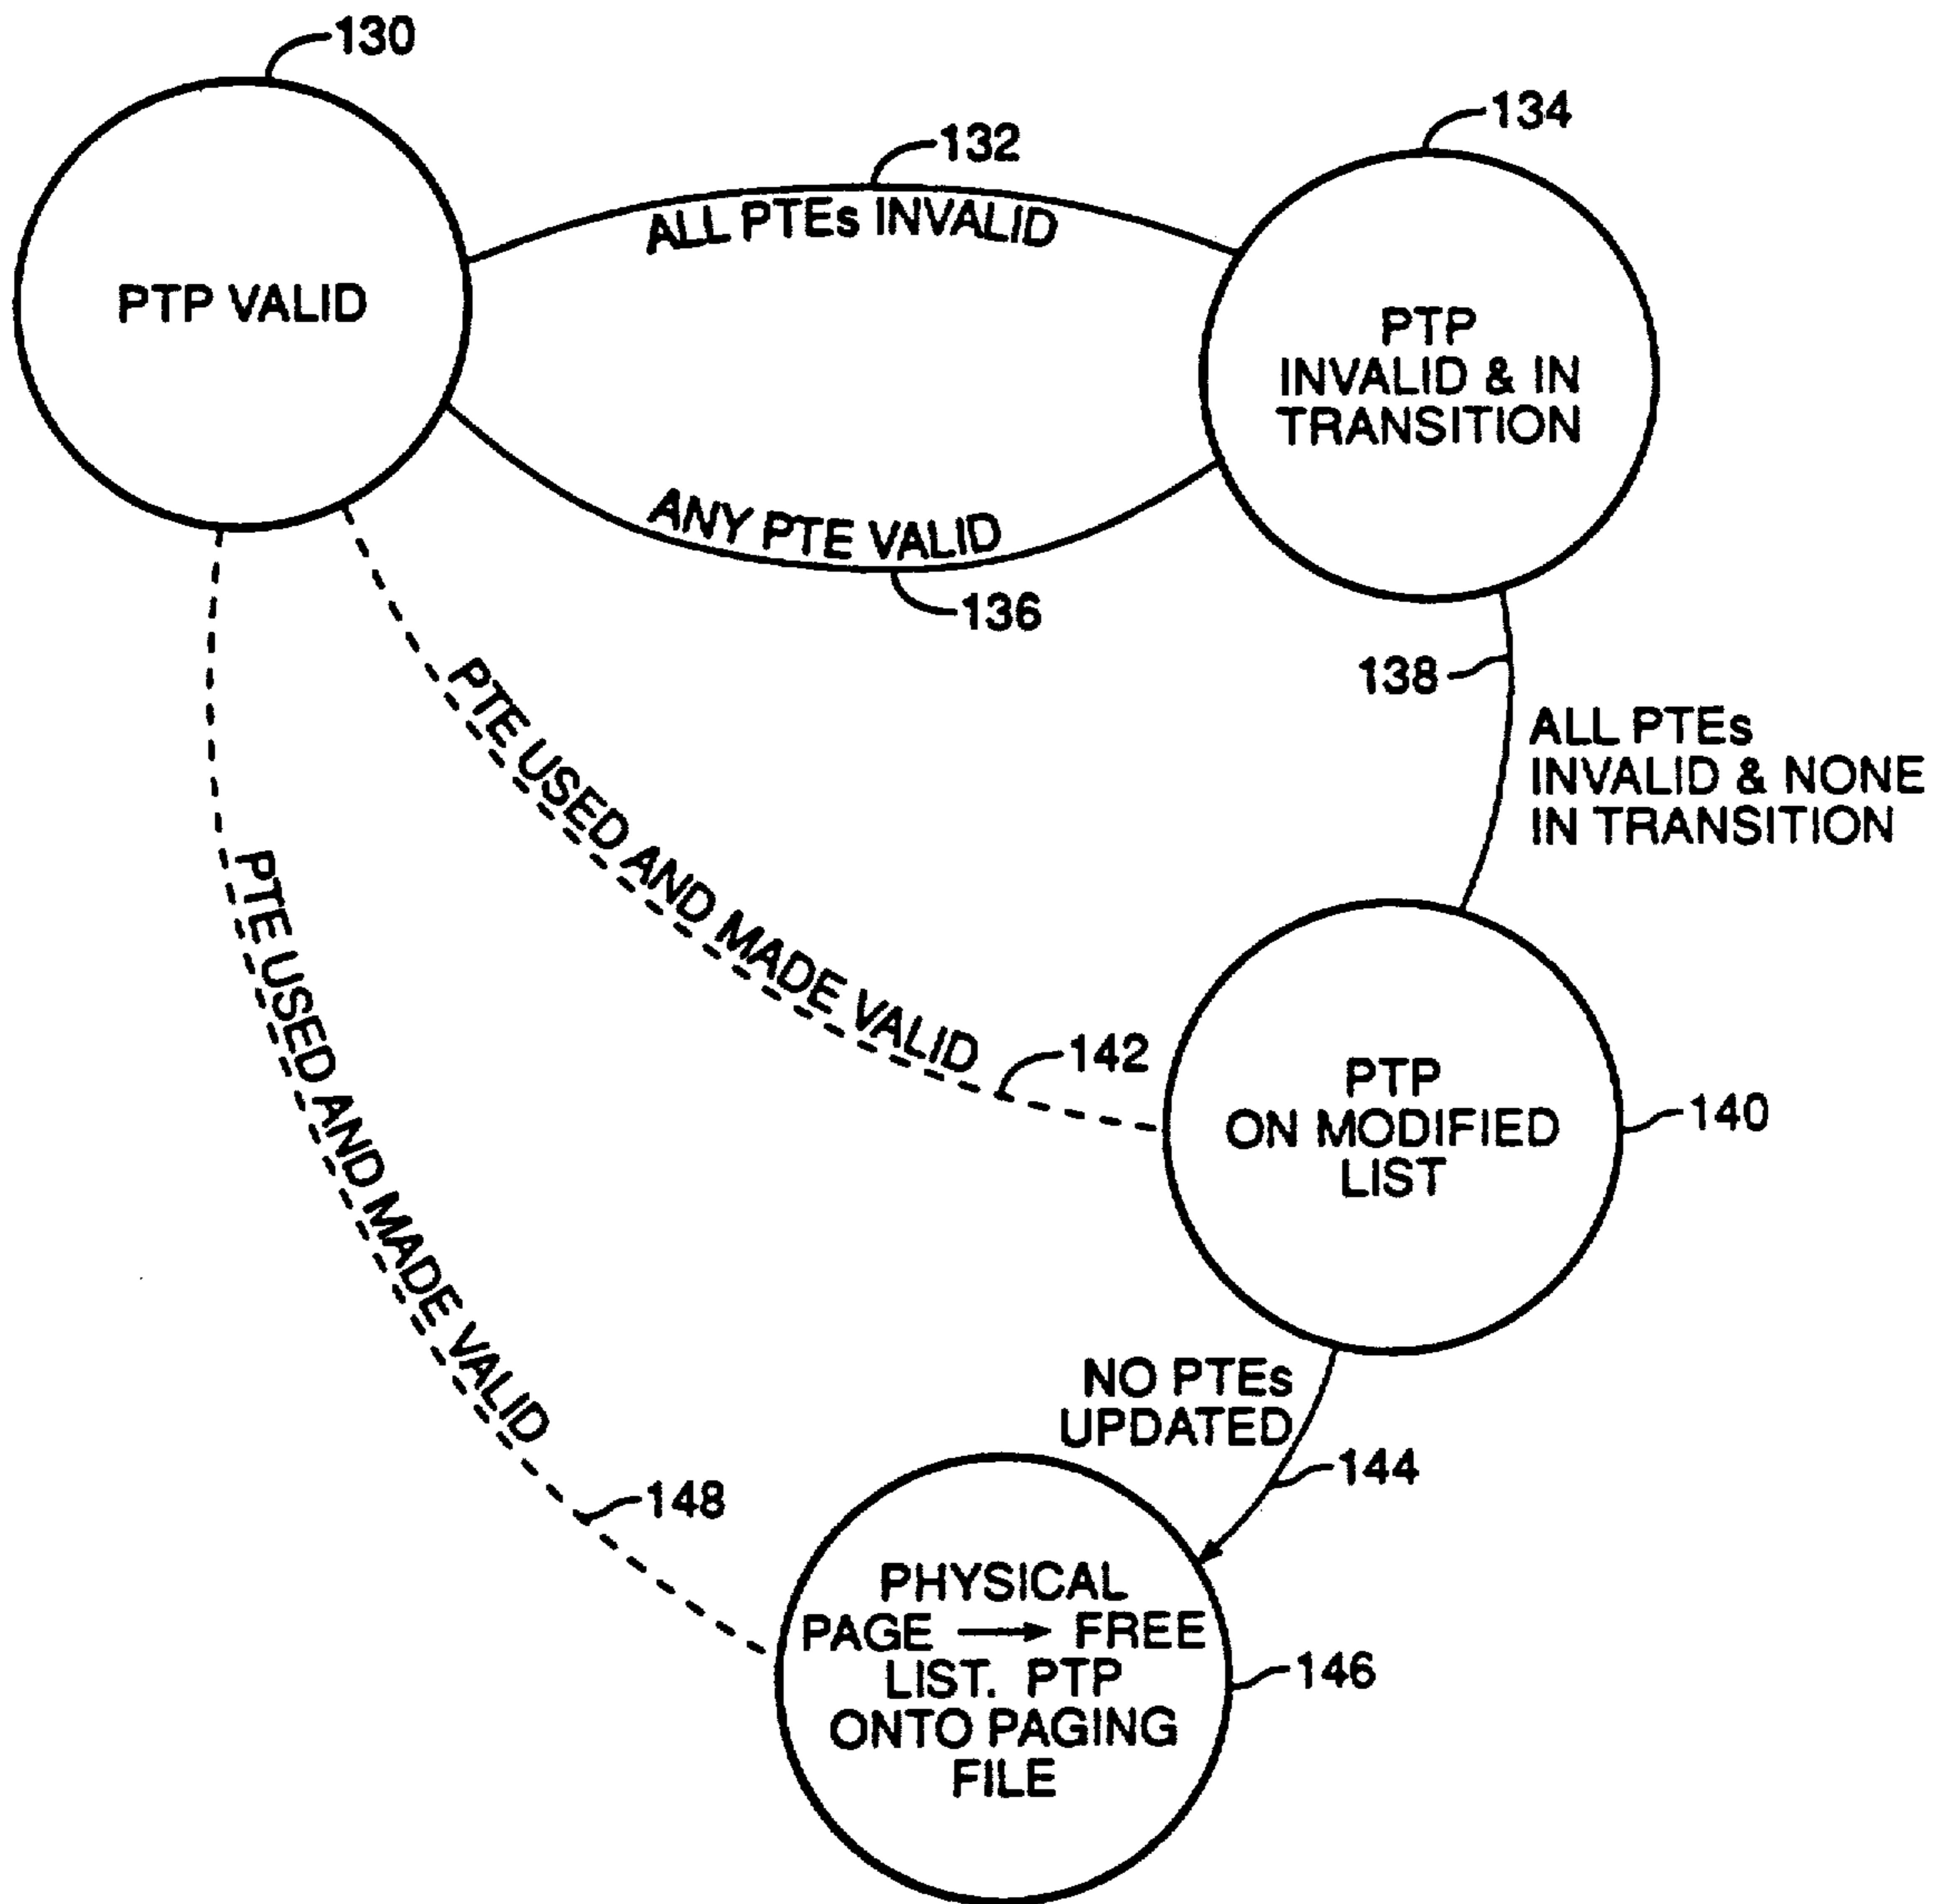 130
134
132
ALL PTEs INVALID
PTP VALID
PTP
INVALID & IN
TRANSITION
ANY PTE VALID
136
138
ALL PTEs
INVALID & NONE
IN TRANSITION
PTE USED AND MADE VALID
PTE USED AND MADE VALID
142
PTP
ON MODIFIED
LIST
140
NO PTEs
UPDATED
144
148
PHYSICAL
PAGE → FREE
LIST. PTP
ONTO PAGING
FILE
146